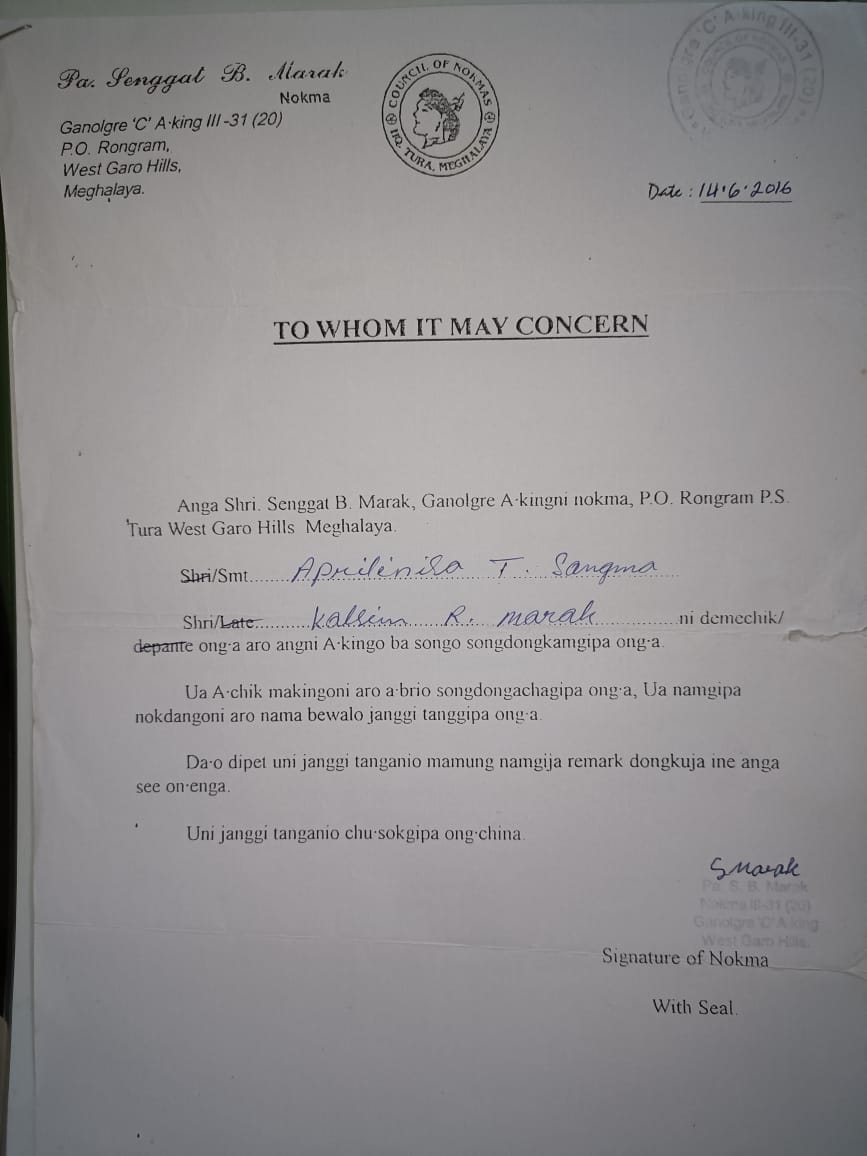 Pa. Senggat B. Marak
Nokma
Ganolgre 'C' A·king III -31 (20)
P.O. Rongram,
West Garo Hills,
Meghalaya.
COUNCIL OF NOKMAS
HQ. TURA, MEGHALAYA
'C' A·king III-31 (20)
Date : 14·6·2016
TO WHOM IT MAY CONCERN
Anga Shri. Senggat B. Marak, Ganolgre A·kingni nokma, P.O. Rongram P.S.
Tura West Garo Hills Meghalaya.
Shri/Smt....... Aprilinisa T. Sangma
Shri/Late.......... Kalsim R. Marak ................ni demechik/
depante ong·a aro angni A·kingo ba songo songdongkamgipa ong·a.
Ua A·chik makingoni aro a·brio songdongachagipa ong·a, Ua namgipa
nokdangoni aro nama bewalo janggi tanggipa ong·a.
Da·o dipet uni janggi tanganio mamung namgija remark dongkuja ine anga
see on·enga.
Uni janggi tanganio chu·sokgipa ong·china.
SMarak
Pa. S. B. Marak
Nokma III-31 (20)
Ganolgre 'C' A·king
West Garo Hills.
Signature of Nokma
With Seal.